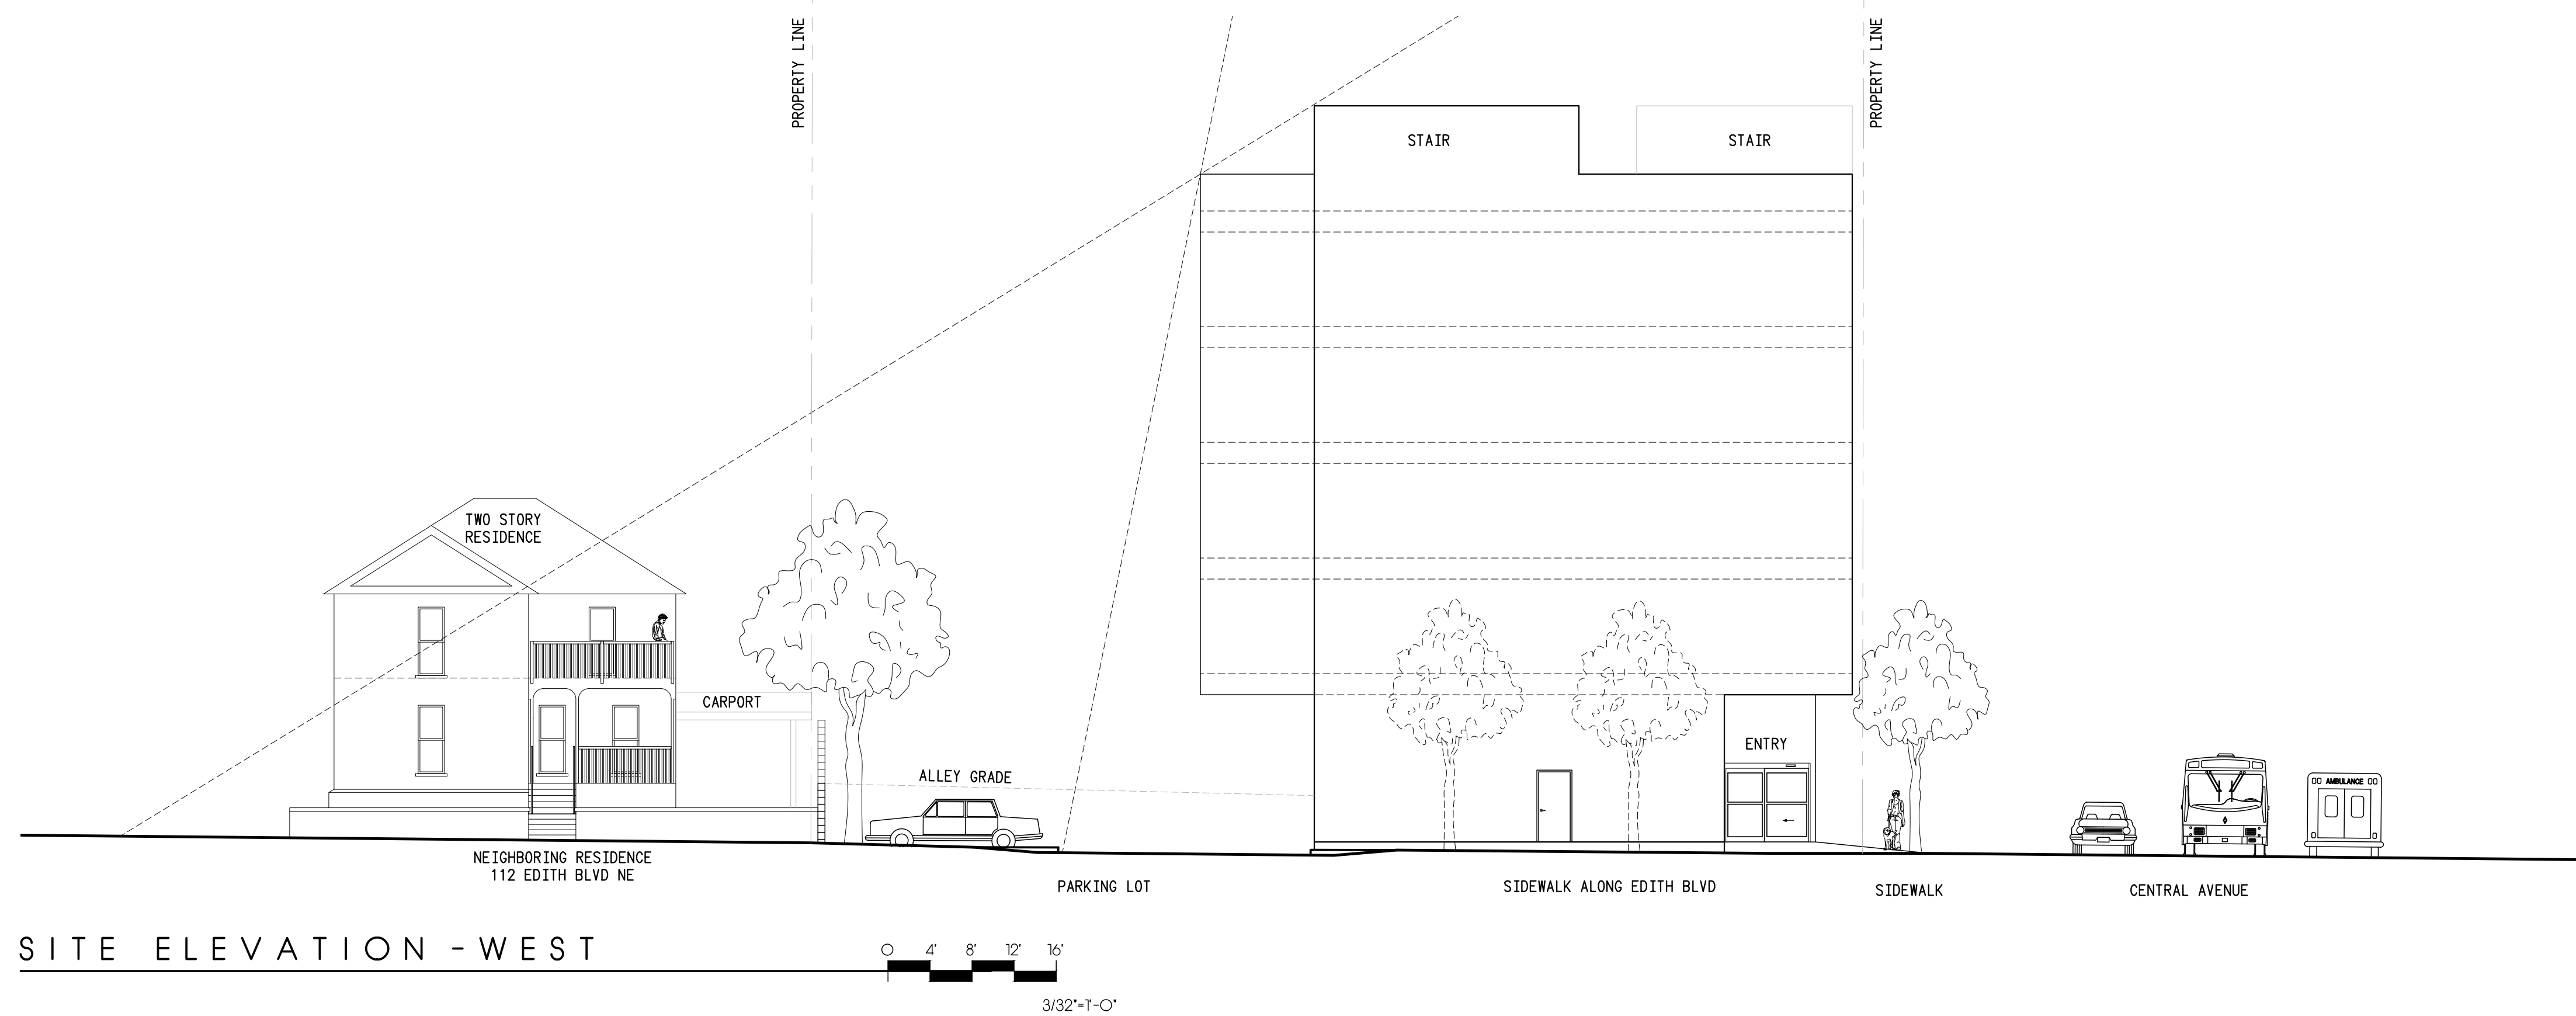 PROPERTY LINE
PROPERTY LINE
STAIR
STAIR
TWO STORY
RESIDENCE
CARPORT
ENTRY
ALLEY GRADE
AMBULANCE
NEIGHBORING RESIDENCE
112 EDITH BLVD NE
PARKING LOT
SIDEWALK ALONG EDITH BLVD
SIDEWALK
CENTRAL AVENUE
SITE ELEVATION - WEST
0 4' 8' 12' 16'
3/32"=1'-0"